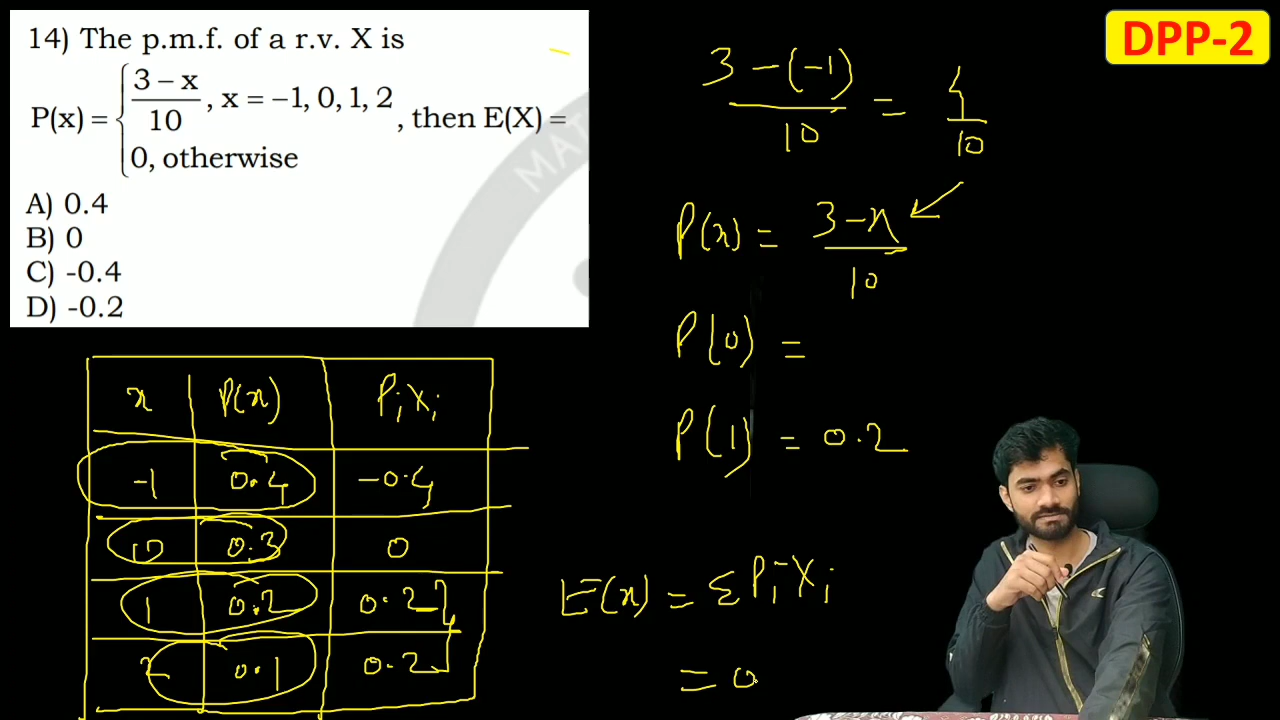 14) The p.m.f. of a r.v. X is
P(x) = { (3 − x)/10 , x = −1, 0, 1, 2 , then E(X) =
0, otherwise
A) 0.4
B) 0
C) -0.4
D) -0.2
DPP-2
MAT
(3 − (−1))/10 = 4/10
P(x) = (3 − x)/10
P(0) =
P(1) = 0.2
x P(x) PiXi
-1 0.4 -0.4
0 0.3 0
1 0.2 0.2
2 0.1 0.2
E(x) = ΣPiXi
= 0